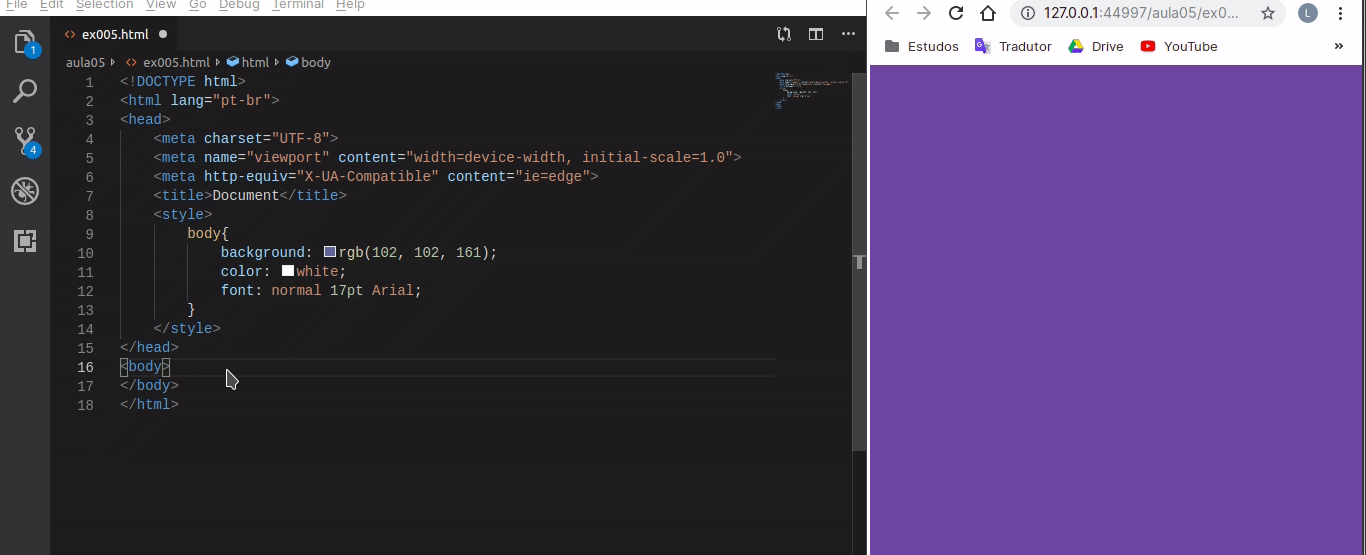 File Edit Selection View Go Debug Terminal Help
ex005.html
aula05 ex005.html html body
1 <!DOCTYPE html>
2 <html lang="pt-br">
3 <head>
4 <meta charset="UTF-8">
5 <meta name="viewport" content="width=device-width, initial-scale=1.0">
6 <meta http-equiv="X-UA-Compatible" content="ie=edge">
7 <title>Document</title>
8 <style>
9 body{
10 background: rgb(102, 102, 161);
11 color: white;
12 font: normal 17pt Arial;
13 }
14 </style>
15 </head>
16 <body>
17 </body>
18 </html>
1
4
127.0.0.1:44997/aula05/ex0...
L
Estudos Tradutor Drive YouTube »